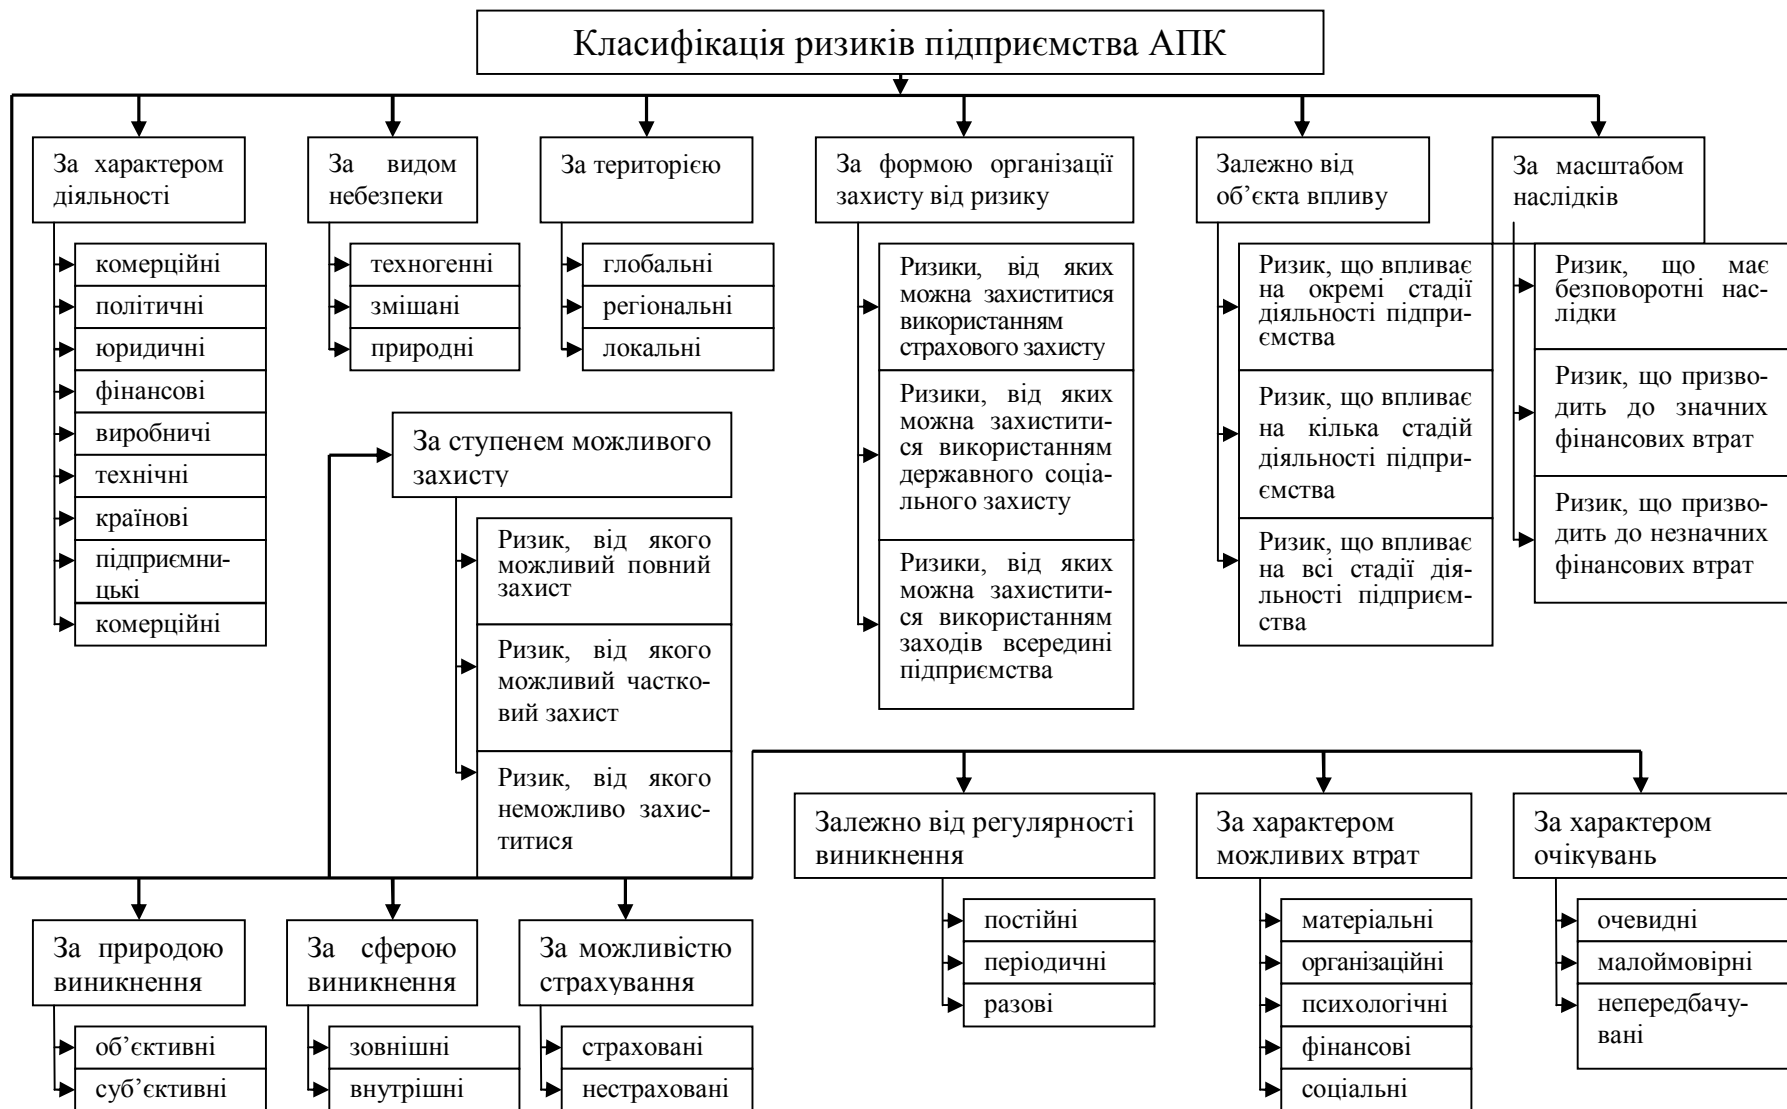 Класифікація ризиків підприємства АПК
За характером
діяльності
комерційні
політичні
юридичні
фінансові
виробничі
технічні
країнові
підприємни-
цькі
комерційні
За видом
небезпеки
техногенні
змішані
природні
За територією
глобальні
регіональні
локальні
За формою організації
захисту від ризику
Ризики, від яких
можна захиститися
використанням
страхового захисту
Ризики, від яких
можна захистити-
ся використанням
державного соціа-
льного захисту
Ризики, від яких
можна захистити-
ся використанням
заходів всередині
підприємства
Залежно від
об’єкта впливу
Ризик, що впливає
на окремі стадії
діяльності підпри-
ємства
Ризик, що впливає
на кілька стадій
діяльності підпри-
ємства
Ризик, що впливає
на всі стадії дія-
льності підприєм-
ства
За масштабом
наслідків
Ризик, що має
безповоротні нас-
лідки
Ризик, що призво-
дить до значних
фінансових втрат
Ризик, що призво-
дить до незначних
фінансових втрат
За ступенем можливого
захисту
Ризик, від якого
можливий повний
захист
Ризик, від якого
можливий частко-
вий захист
Ризик, від якого
неможливо захис-
титися
За природою
виникнення
об’єктивні
суб’єктивні
За сферою
виникнення
зовнішні
внутрішні
За можливістю
страхування
страховані
нестраховані
Залежно від регулярності
виникнення
постійні
періодичні
разові
За характером
можливих втрат
матеріальні
організаційні
психологічні
фінансові
соціальні
За характером
очікувань
очевидні
малоймовірні
непередбачу-
вані